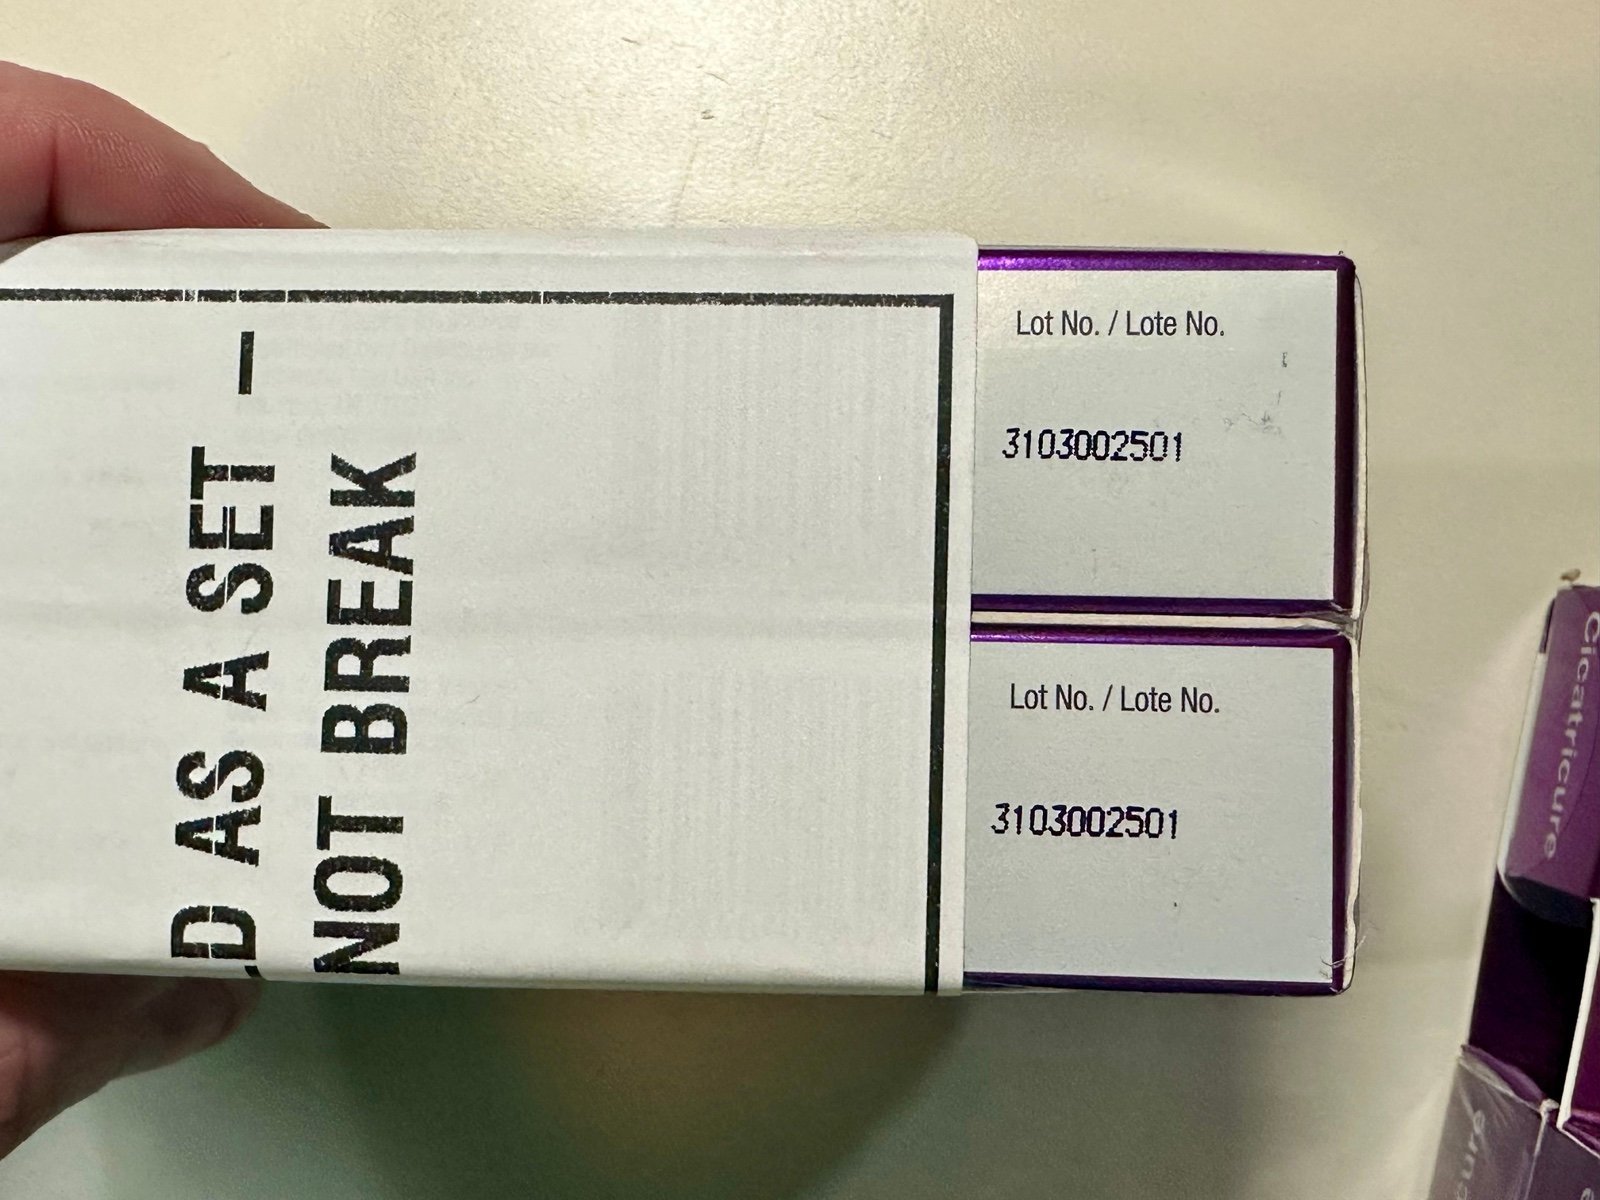 D AS A SET –
NOT BREAK
Lot No. / Lote No.
3103002501
Lot No. / Lote No.
3103002501
Cicatricure